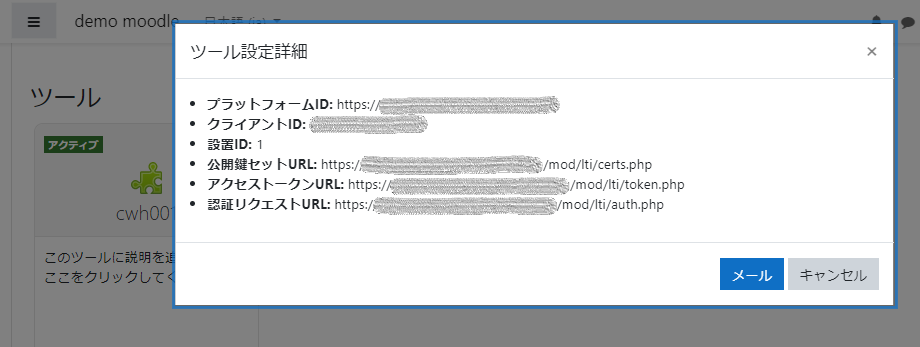 demo moodle 日本語 (ja)
ツール設定詳細 ×
ツール
プラットフォームID: https://
クライアントID:
設置ID: 1
公開鍵セットURL: https:/ /mod/lti/certs.php
アクセストークンURL: https:/ /mod/lti/token.php
認証リクエストURL: https:/ /mod/lti/auth.php
アクティブ
cwh001
このツールに説明を追
ここをクリックしてく
メール キャンセル